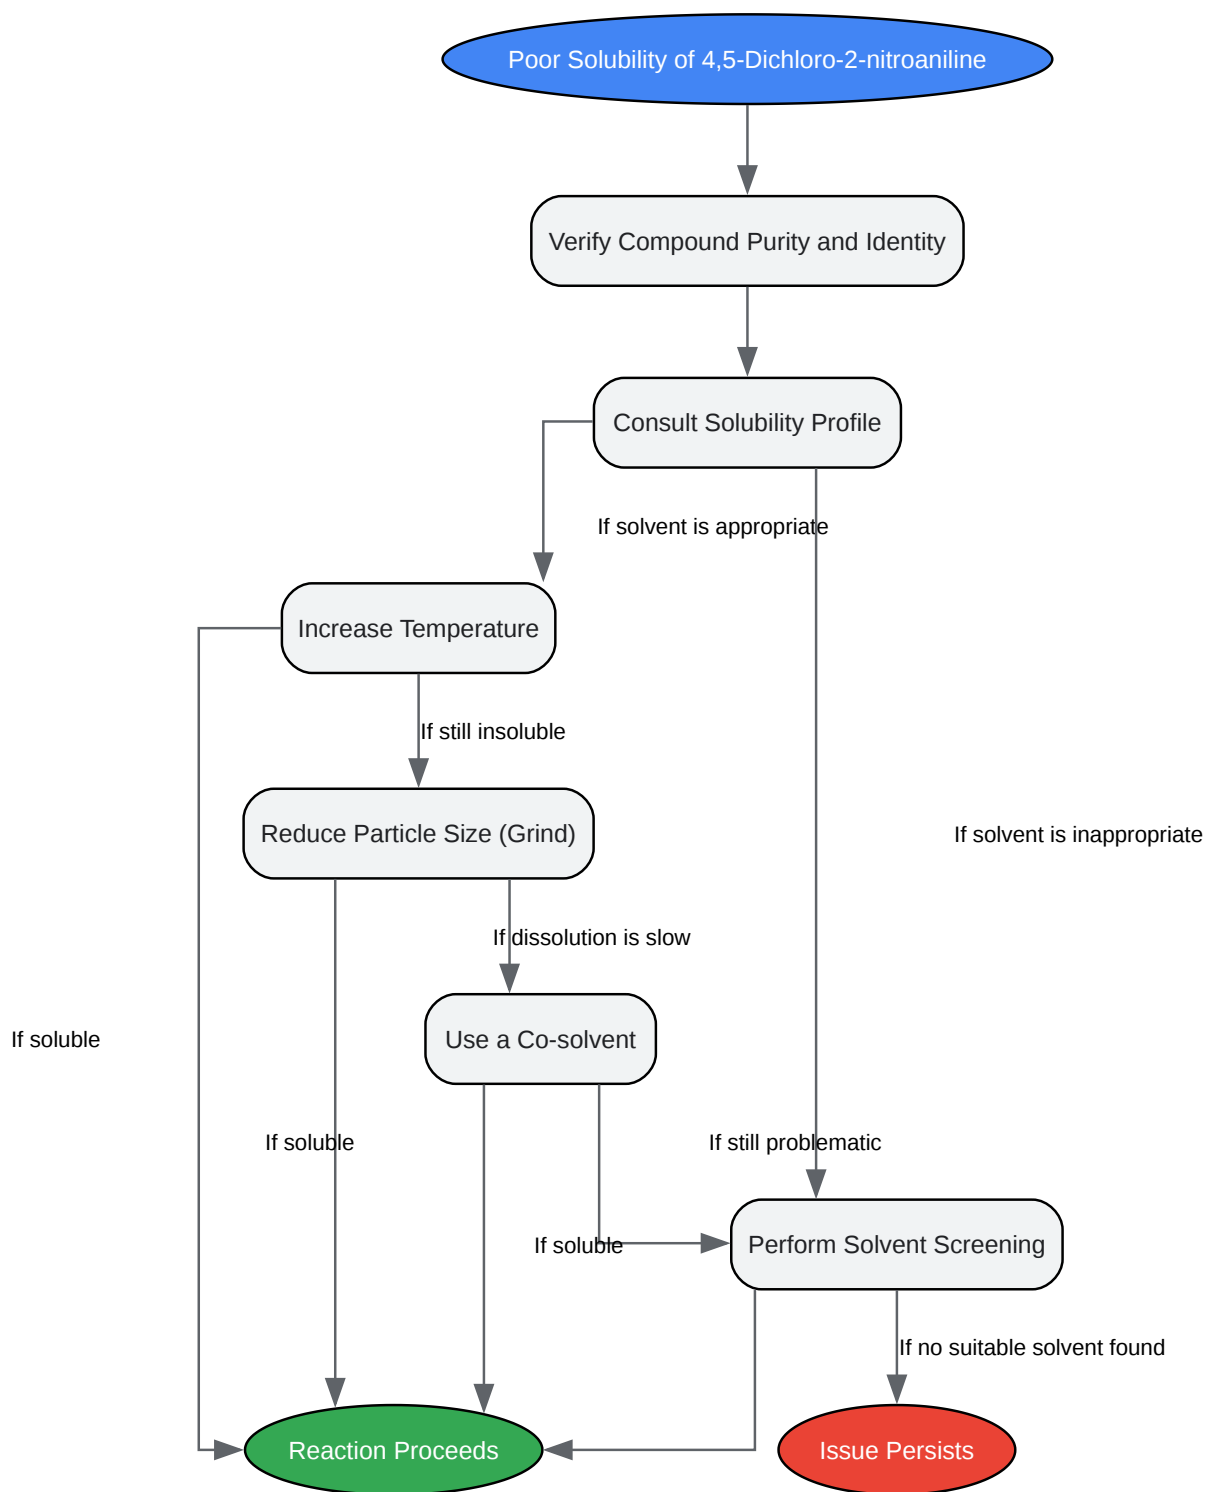 Poor Solubility of 4,5-Dichloro-2-nitroaniline
Verify Compound Purity and Identity
Consult Solubility Profile
If solvent is appropriate
Increase Temperature
If still insoluble
Reduce Particle Size (Grind)
If solvent is inappropriate
If dissolution is slow
Use a Co-solvent
If soluble
If soluble
If still problematic
If soluble
Perform Solvent Screening
If no suitable solvent found
Reaction Proceeds
Issue Persists